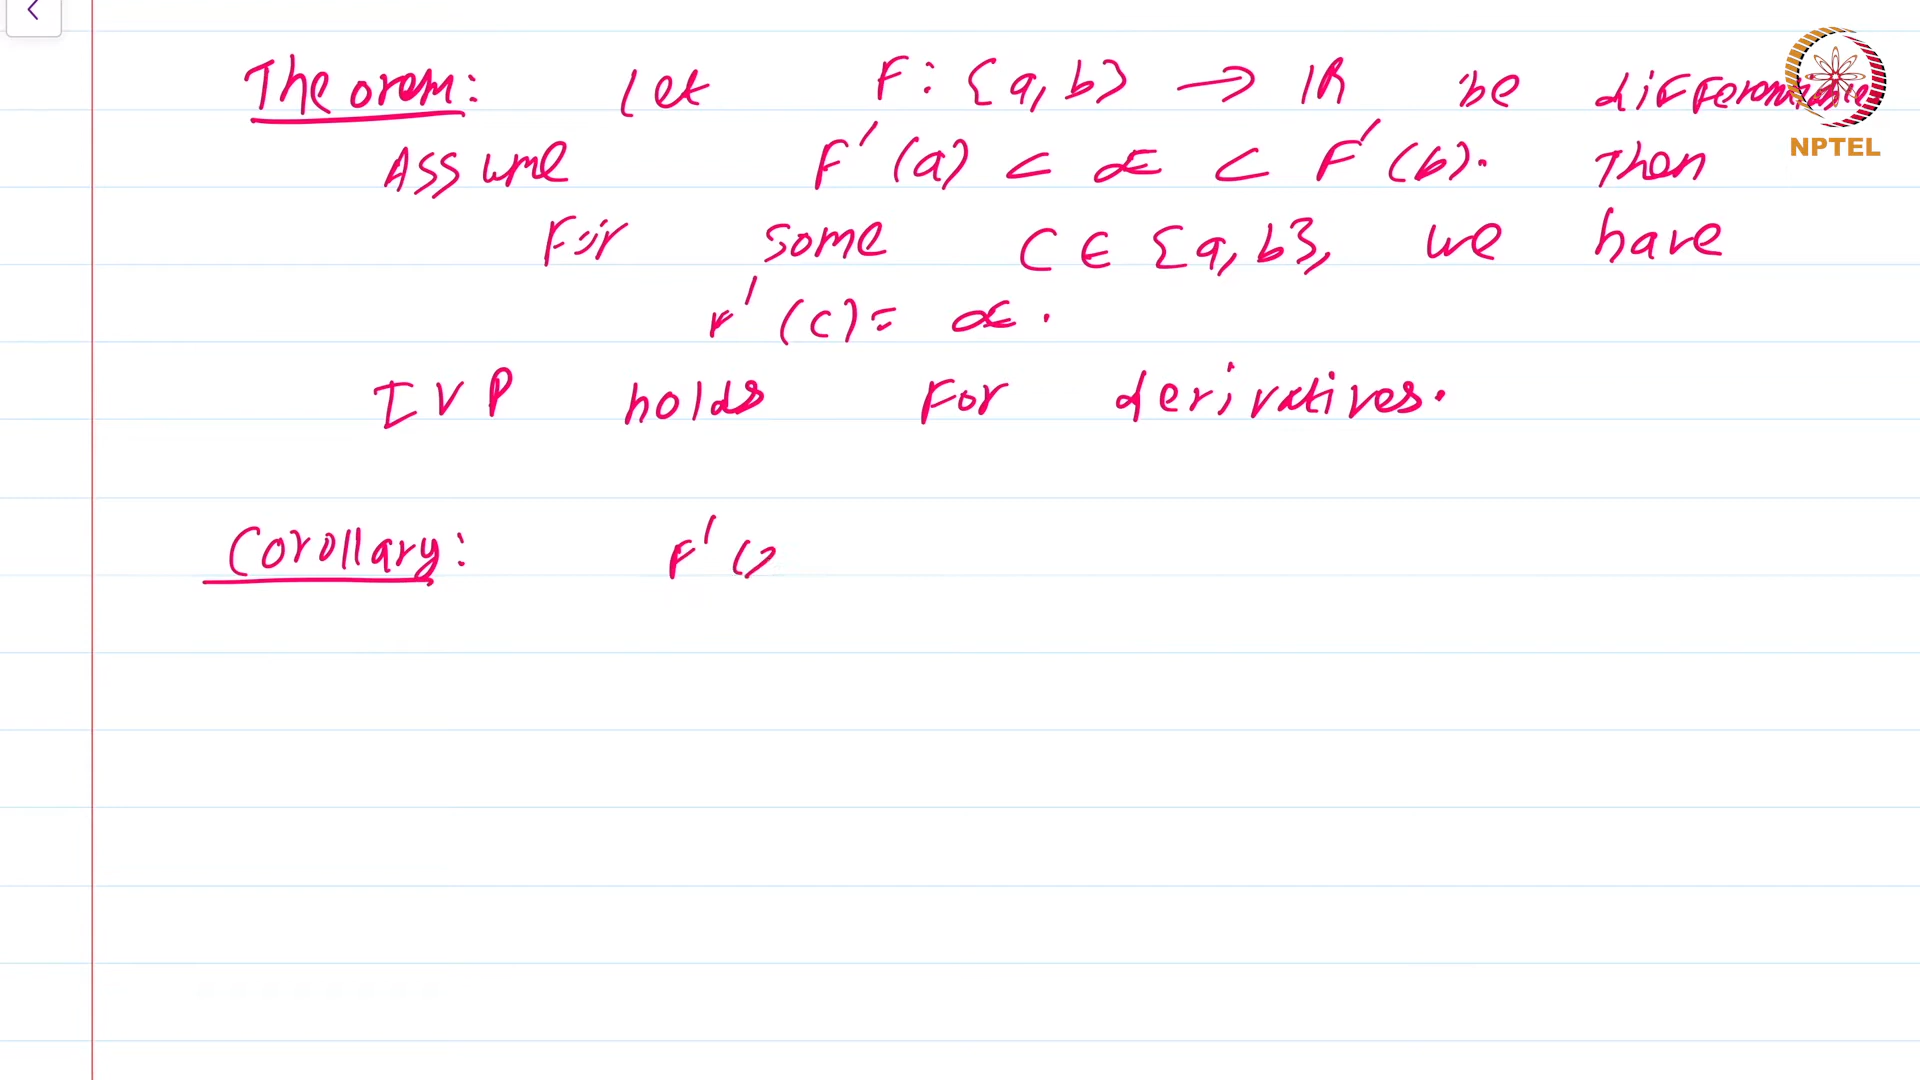 Theorem: Let F: [a, b] → ℝ be differentiable
Assume F'(a) < α < F'(b). Then
For some C ∈ [a, b], we have
F'(c) = α.
IVP holds For derivatives.
Corollary: F'(
NPTEL